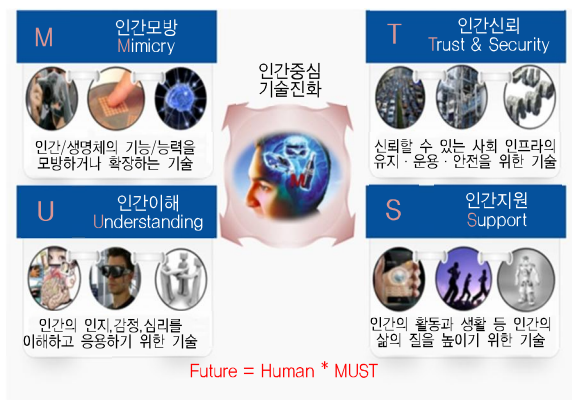 M
인간모방
Mimicry
인간/생명체의 기능/능력을
모방하거나 확장하는 기술
U
인간이해
Understanding
인간의 인지,감정,심리를
이해하고 응용하기 위한 기술
인간중심
기술진화
M
T
인간신뢰
Trust & Security
신뢰할 수 있는 사회 인프라의
유지·운용·안전을 위한 기술
S
인간지원
Support
인간의 활동과 생활 등 인간의
삶의 질을 높이기 위한 기술
Future = Human * MUST